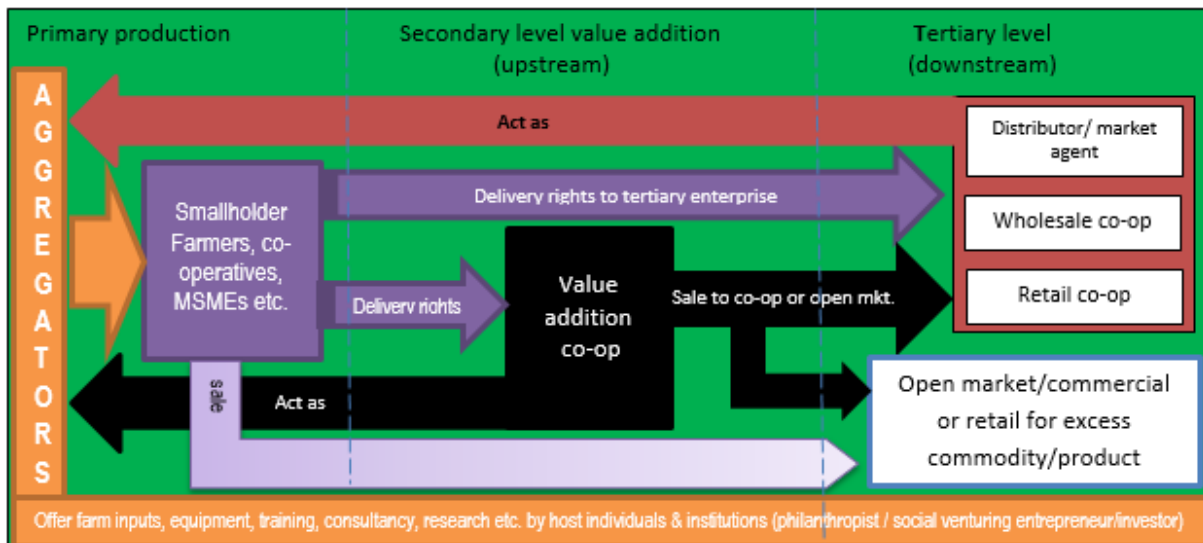 Primary production
Secondary level value addition
(upstream)
Tertiary level
(downstream)
AGGREGATORS
Act as
Distributor/ market
agent
Smallholder
Farmers, co-
operatives,
MSMEs etc.
Delivery rights to tertiary enterprise
Wholesale co-op
Delivery rights
Value
addition
co-op
Sale to co-op or open mkt.
Retail co-op
sale
Act as
Open market/commercial
or retail for excess
commodity/product
Offer farm inputs, equipment, training, consultancy, research etc. by host individuals & institutions (philanthropist / social venturing entrepreneur/investor)